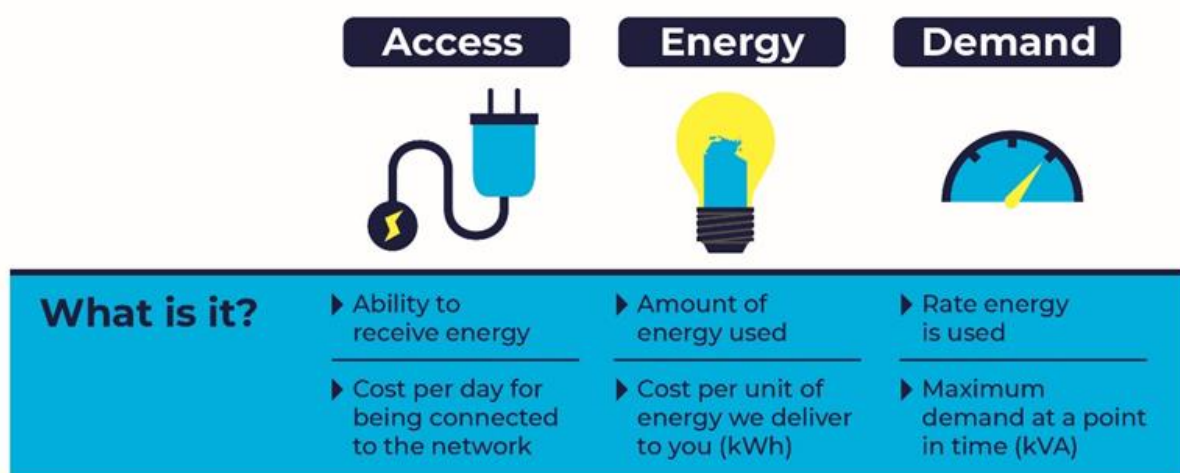 Access
Energy
Demand
What is it?
Ability to
receive energy
Cost per day for
being connected
to the network
Amount of
energy used
Cost per unit of
energy we deliver
to you (kWh)
Rate energy
is used
Maximum
demand at a point
in time (kVA)